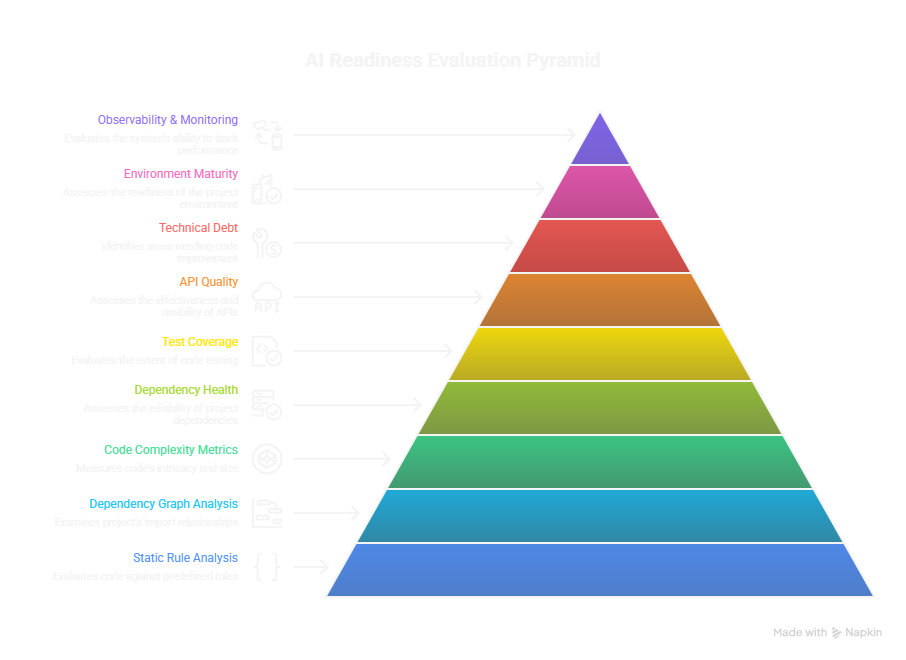 AI Readiness Evaluation Pyramid
Observability & Monitoring
Evaluates the system's ability to track
performance
Environment Maturity
Assesses the readiness of the project
environment
Technical Debt
Identifies areas needing code
improvement
API Quality
Assesses the effectiveness and
usability of APIs
API
Test Coverage
Evaluates the extent of code testing
Dependency Health
Assesses the reliability of project
dependencies
Code Complexity Metrics
Measures code's intricacy and size
Dependency Graph Analysis
Examines project's import relationships
Static Rule Analysis
Evaluates code against predefined rules
Made with Napkin